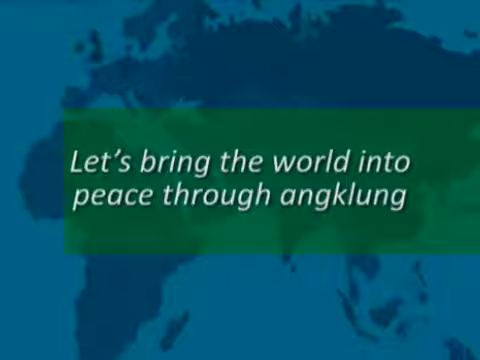 Let's bring the world into
peace through angklung